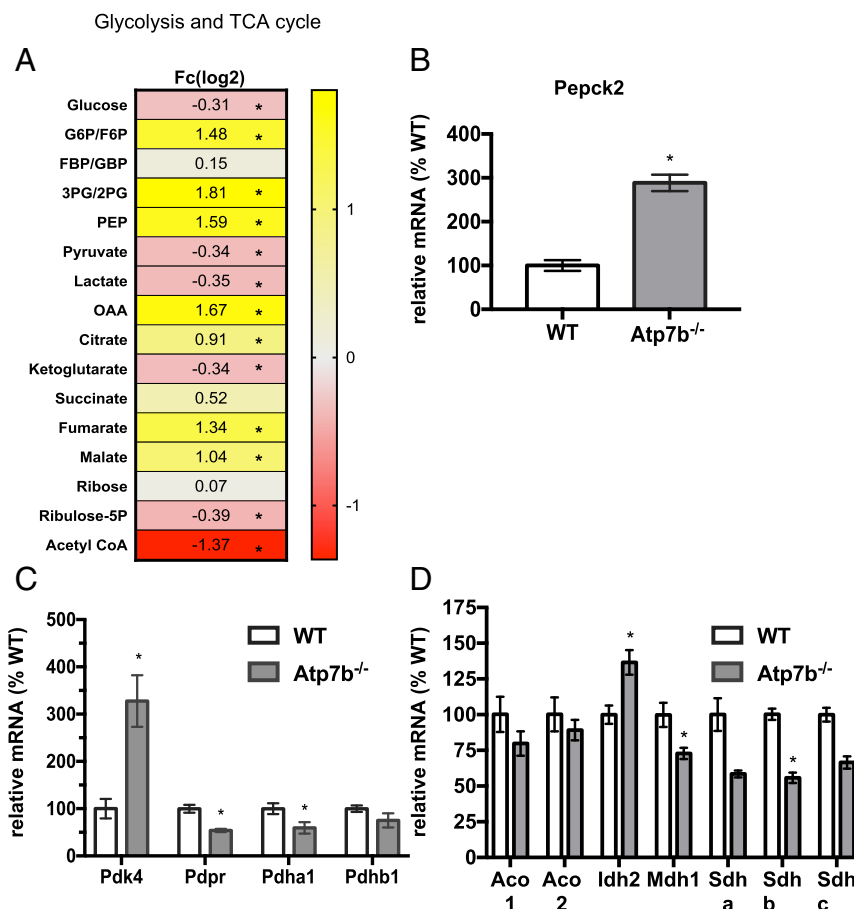 Glycolysis and TCA cycle
A
Fc(log2)
Glucose -0.31 *
G6P/F6P 1.48 *
FBP/GBP 0.15
3PG/2PG 1.81 *
PEP 1.59 *
Pyruvate -0.34 *
Lactate -0.35 *
OAA 1.67 *
Citrate 0.91 *
Ketoglutarate -0.34 *
Succinate 0.52
Fumarate 1.34 *
Malate 1.04 *
Ribose 0.07
Ribulose-5P -0.39 *
Acetyl CoA -1.37 *
1
0
-1
B
Pepck2
relative mRNA (% WT)
400
300
200
100
0
*
WT Atp7b-/-
C
relative mRNA (% WT)
500
400
300
200
100
0
WT
Atp7b-/-
* * *
Pdk4 Pdpr Pdha1 Pdhb1
D
relative mRNA (% WT)
175
150
125
100
75
50
25
0
WT
Atp7b-/-
* * *
Aco Aco Idh2 Mdh1 Sdh Sdh Sdh
1 2 a b c